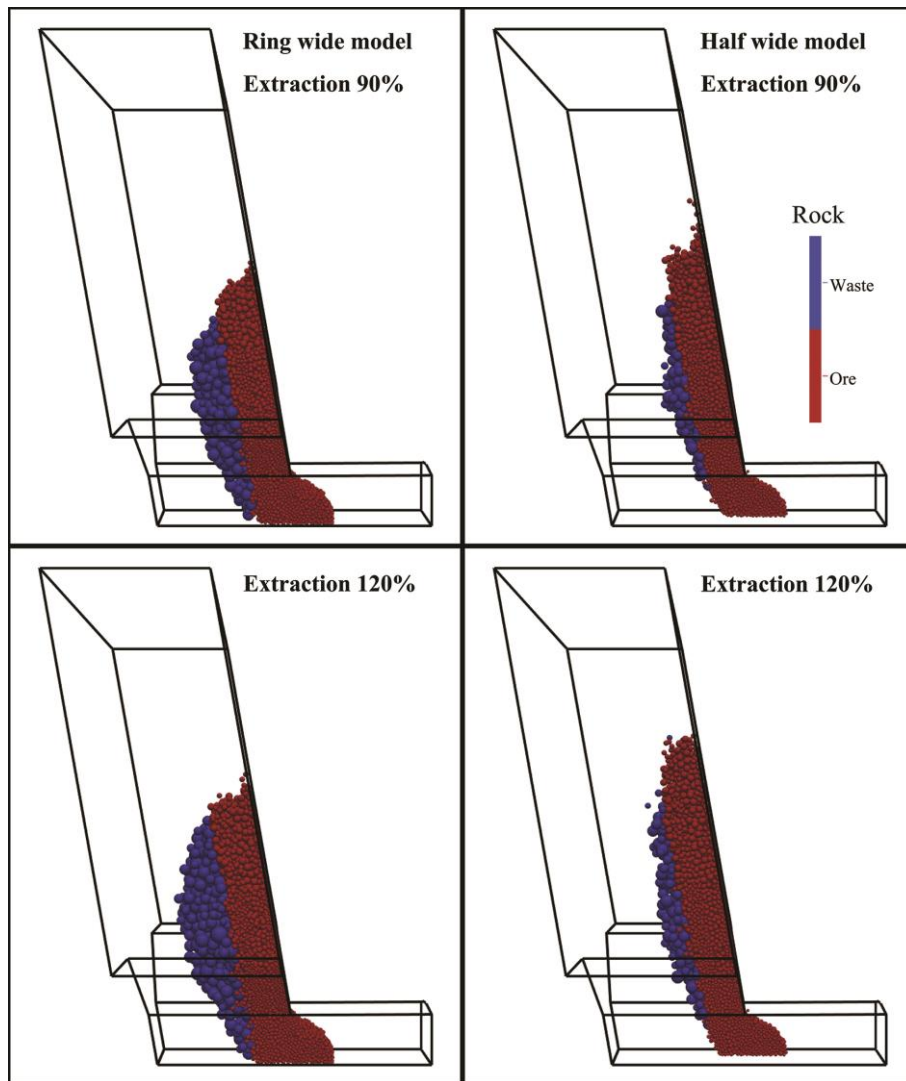 Ring wide model
Extraction 90%
Half wide model
Extraction 90%
Rock
Waste
Ore
Extraction 120%
Extraction 120%